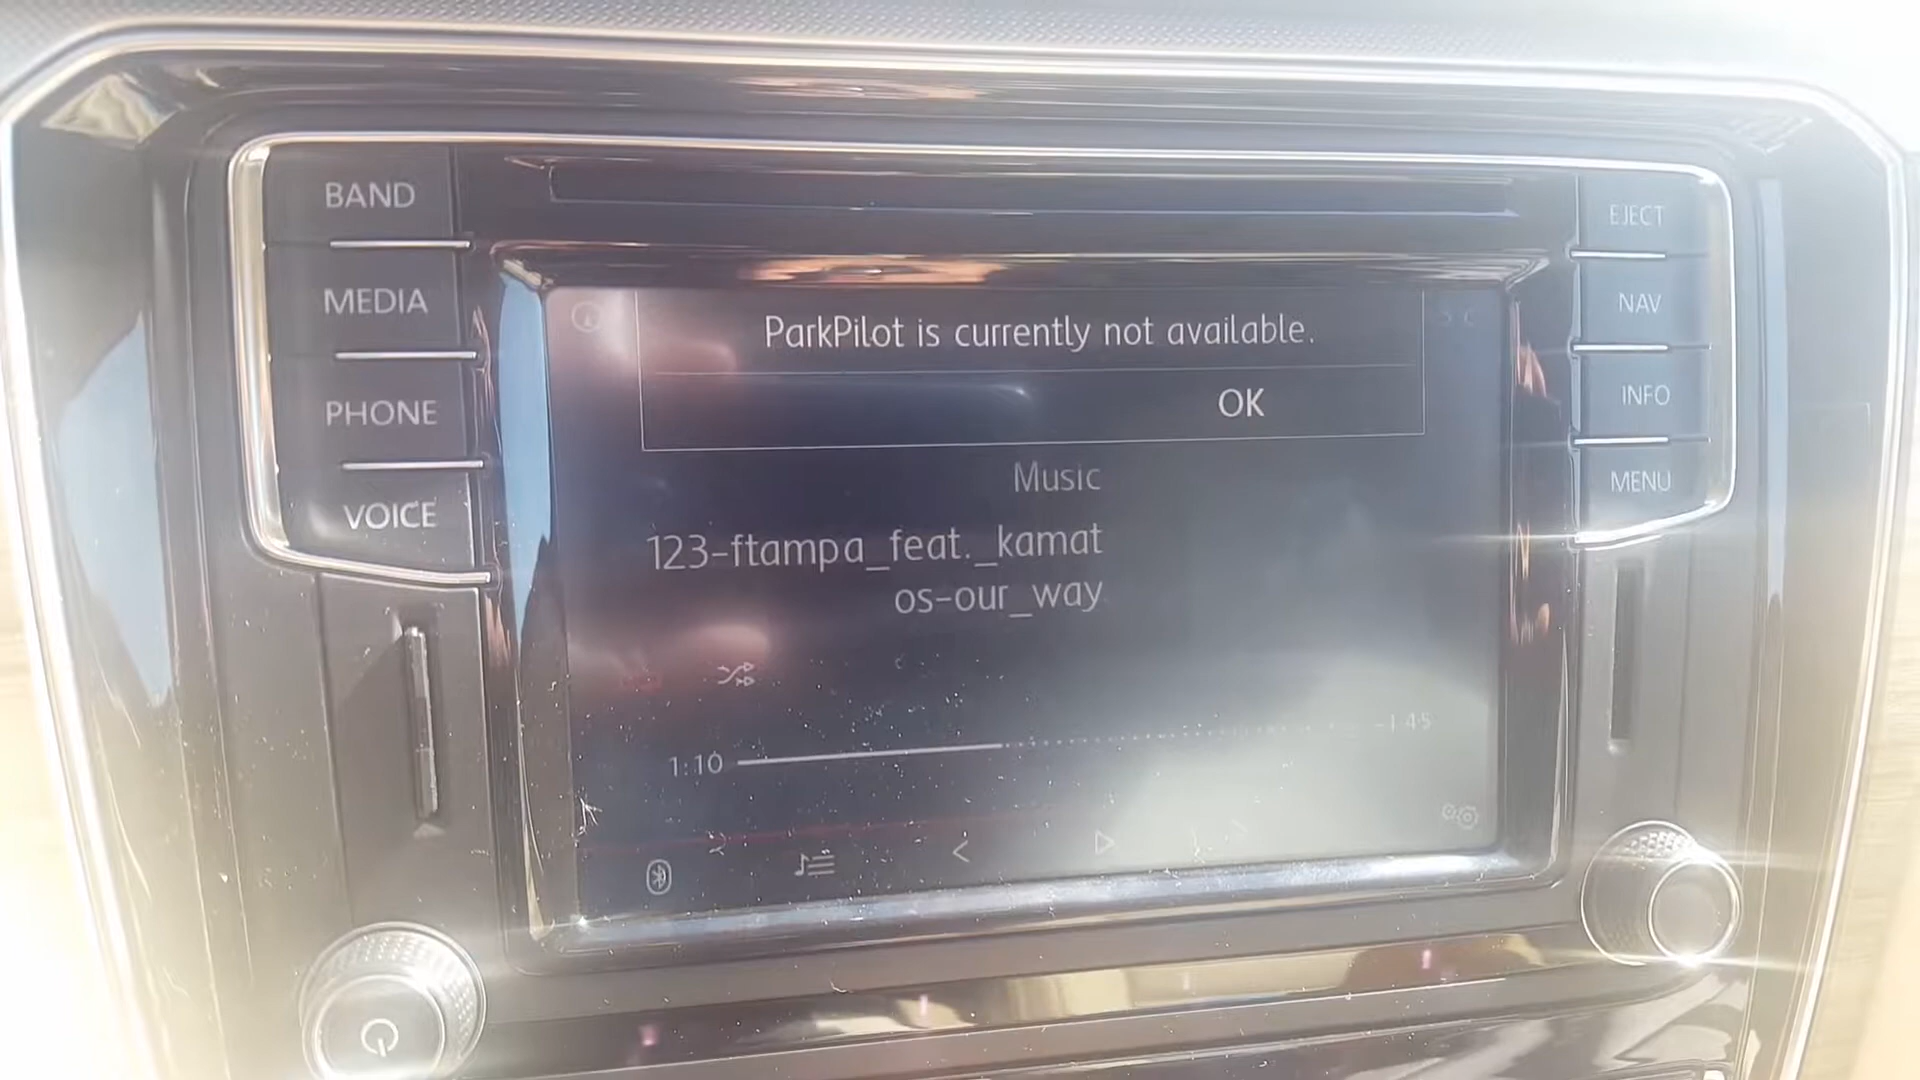 BAND
MEDIA
PHONE
VOICE
EJECT
NAV
INFO
MENU
ParkPilot is currently not available.
OK
Music
123-ftampa_feat._kamat
os-our_way
1:10
-1:45